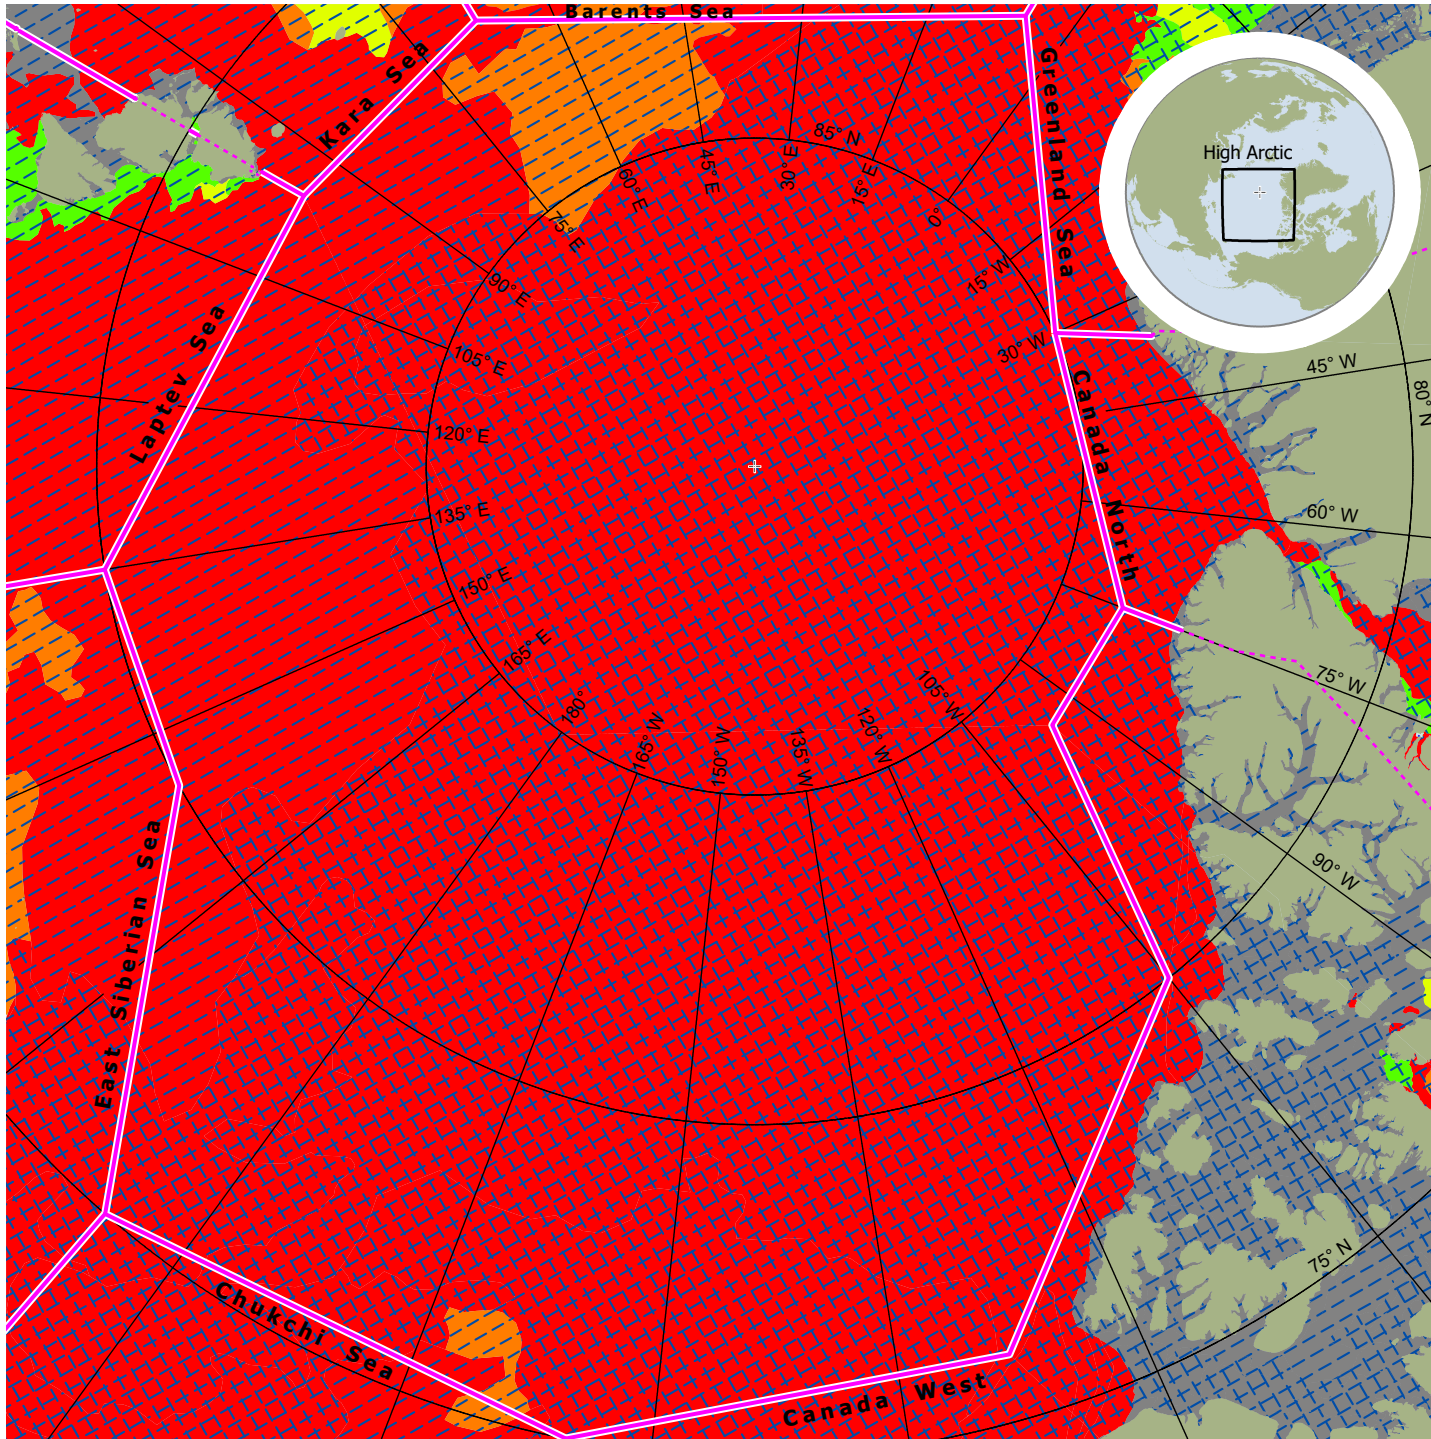 Barents Sea
Kara Sea
Greenland Sea
85° N
High Arctic
45° E
30° E
15° E
60° E
0°
75° E
15° W
90° E
Laptev Sea
105° E
30° W
45° W
80° N
Canada North
120° E
135° E
60° W
150° E
165° E
75° W
180°
105° W
165° W
150° W
135° W
120° W
90° W
East Siberian Sea
75° N
Chukchi Sea
Canada West